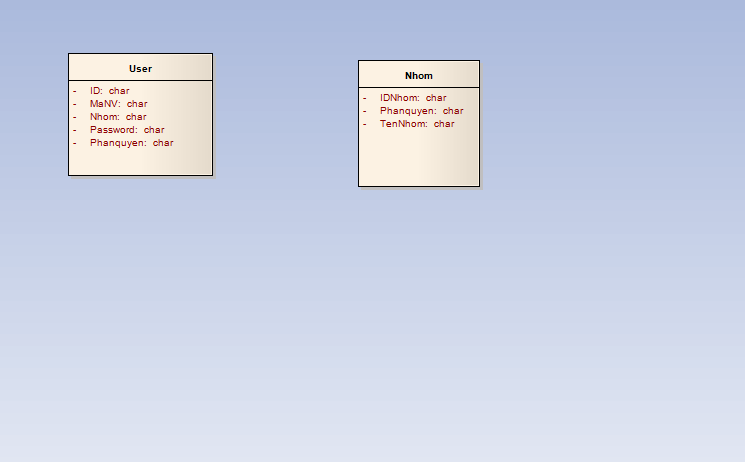 User
- ID: char
- MaNV: char
- Nhom: char
- Password: char
- Phanquyen: char
Nhom
- IDNhom: char
- Phanquyen: char
- TenNhom: char